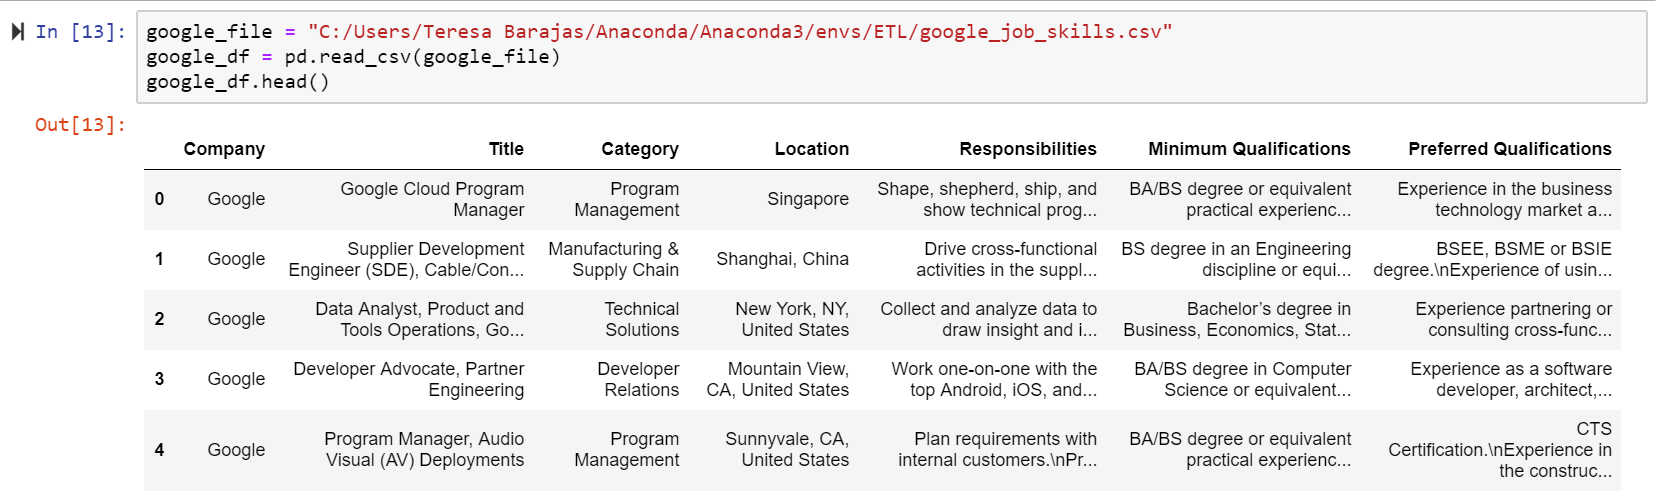 In [13]: google_file = "C:/Users/Teresa Barajas/Anaconda/Anaconda3/envs/ETL/google_job_skills.csv"
google_df = pd.read_csv(google_file)
google_df.head()
Out[13]:
Company Title Category Location Responsibilities Minimum Qualifications Preferred Qualifications
0 Google Google Cloud Program Manager Program Management Singapore Shape, shepherd, ship, and show technical prog... BA/BS degree or equivalent practical experienc... Experience in the business technology market a...
1 Google Supplier Development Engineer (SDE), Cable/Con... Manufacturing & Supply Chain Shanghai, China Drive cross-functional activities in the suppl... BS degree in an Engineering discipline or equi... BSEE, BSME or BSIE degree.\nExperience of usin...
2 Google Data Analyst, Product and Tools Operations, Go... Technical Solutions New York, NY, United States Collect and analyze data to draw insight and i... Bachelor’s degree in Business, Economics, Stat... Experience partnering or consulting cross-func...
3 Google Developer Advocate, Partner Engineering Developer Relations Mountain View, CA, United States Work one-on-one with the top Android, iOS, and... BA/BS degree in Computer Science or equivalent... Experience as a software developer, architect,...
4 Google Program Manager, Audio Visual (AV) Deployments Program Management Sunnyvale, CA, United States Plan requirements with internal customers.\nPr... BA/BS degree or equivalent practical experienc... CTS Certification.\nExperience in the construc...